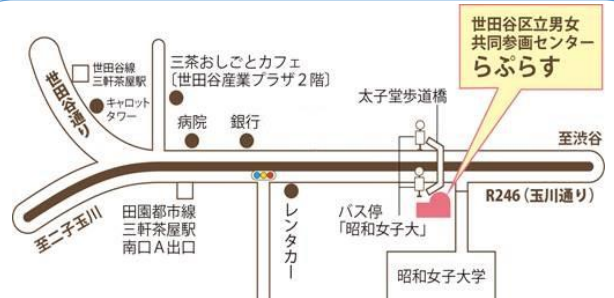 世田谷区立男女
共同参画センター
らぷらす
世田谷線
三軒茶屋駅
キャロット
タワー
世田谷通り
三茶おしごとカフェ
〔世田谷産業プラザ2階〕
病院
銀行
太子堂歩道橋
至渋谷
R246(玉川通り)
至二子玉川
田園都市線
三軒茶屋駅
南口A出口
レンタカー
バス停
「昭和女子大」
昭和女子大学